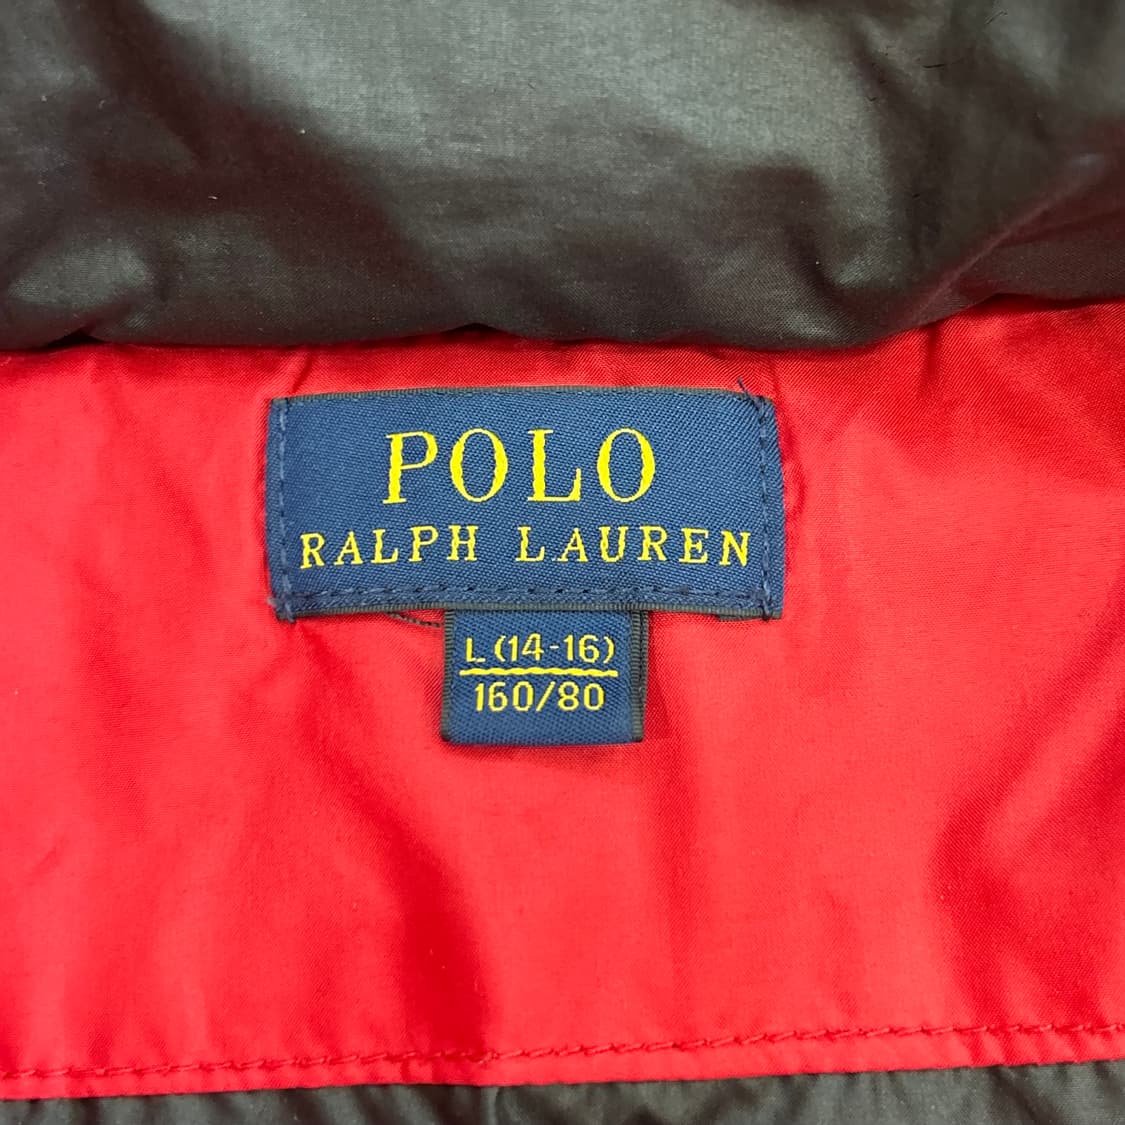 POLO
RALPH LAUREN
L (14-16)
160/80